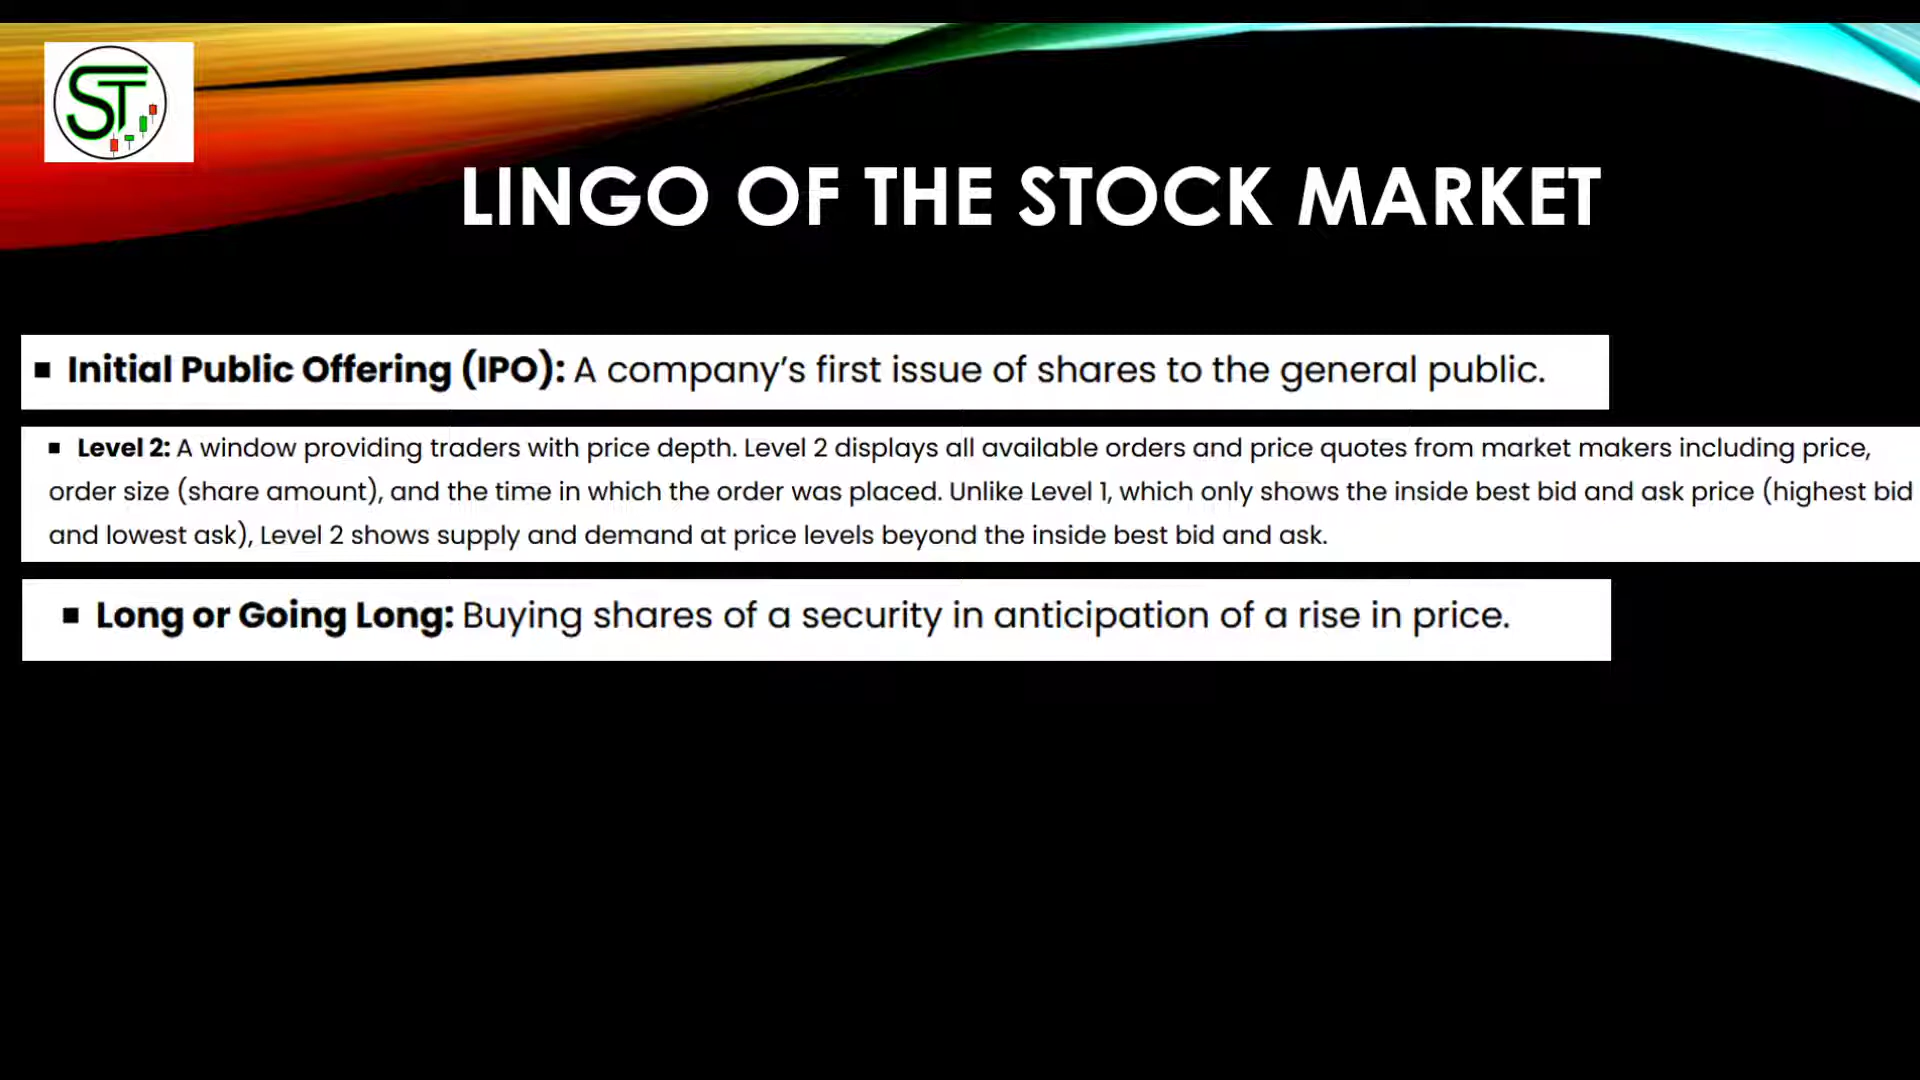 ST
LINGO OF THE STOCK MARKET
▪ Initial Public Offering (IPO): A company’s first issue of shares to the general public.
▪ Level 2: A window providing traders with price depth. Level 2 displays all available orders and price quotes from market makers including price,
order size (share amount), and the time in which the order was placed. Unlike Level 1, which only shows the inside best bid and ask price (highest bid
and lowest ask), Level 2 shows supply and demand at price levels beyond the inside best bid and ask.
▪ Long or Going Long: Buying shares of a security in anticipation of a rise in price.